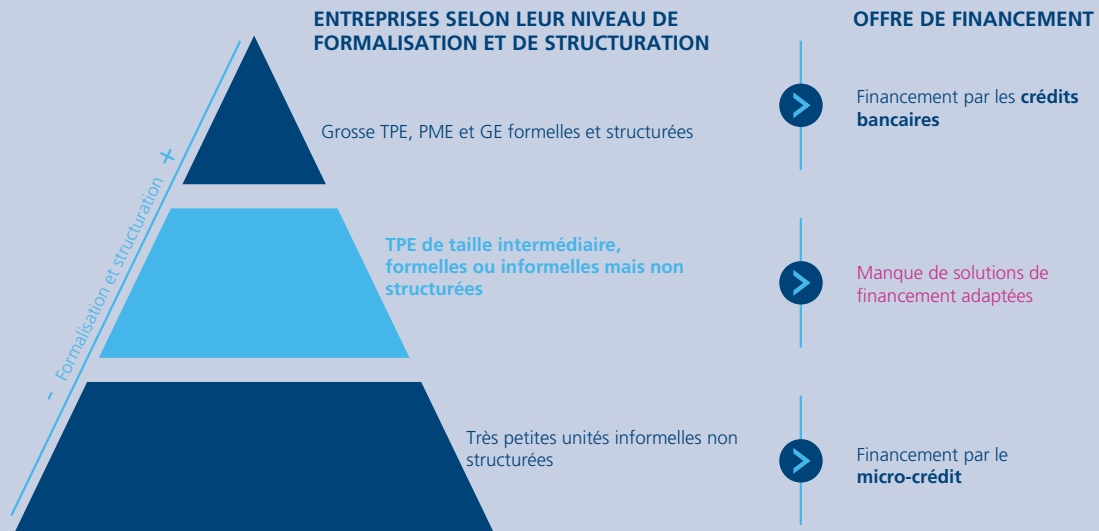 ENTREPRISES SELON LEUR NIVEAU DE
FORMALISATION ET DE STRUCTURATION
OFFRE DE FINANCEMENT
- Formalisation et structuration +
Grosse TPE, PME et GE formelles et structurées
Financement par les crédits
bancaires
TPE de taille intermédiaire,
formelles ou informelles mais non
structurées
Manque de solutions de
financement adaptées
Très petites unités informelles non
structurées
Financement par le
micro-crédit